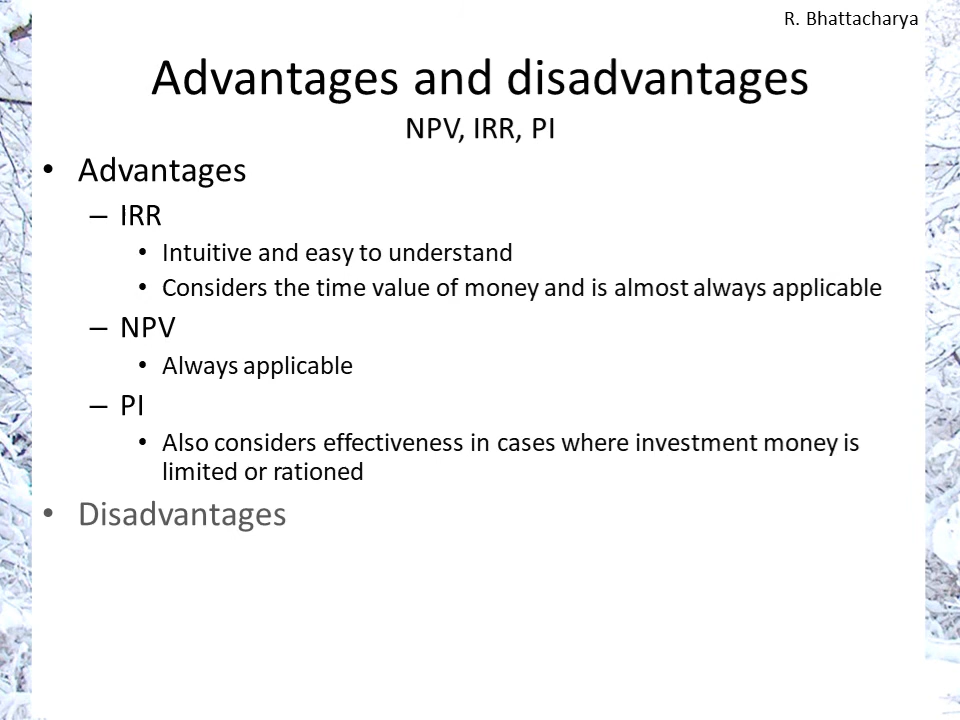 R. Bhattacharya
Advantages and disadvantages
NPV, IRR, PI
• Advantages
– IRR
• Intuitive and easy to understand
• Considers the time value of money and is almost always applicable
– NPV
• Always applicable
– PI
• Also considers effectiveness in cases where investment money is
limited or rationed
• Disadvantages